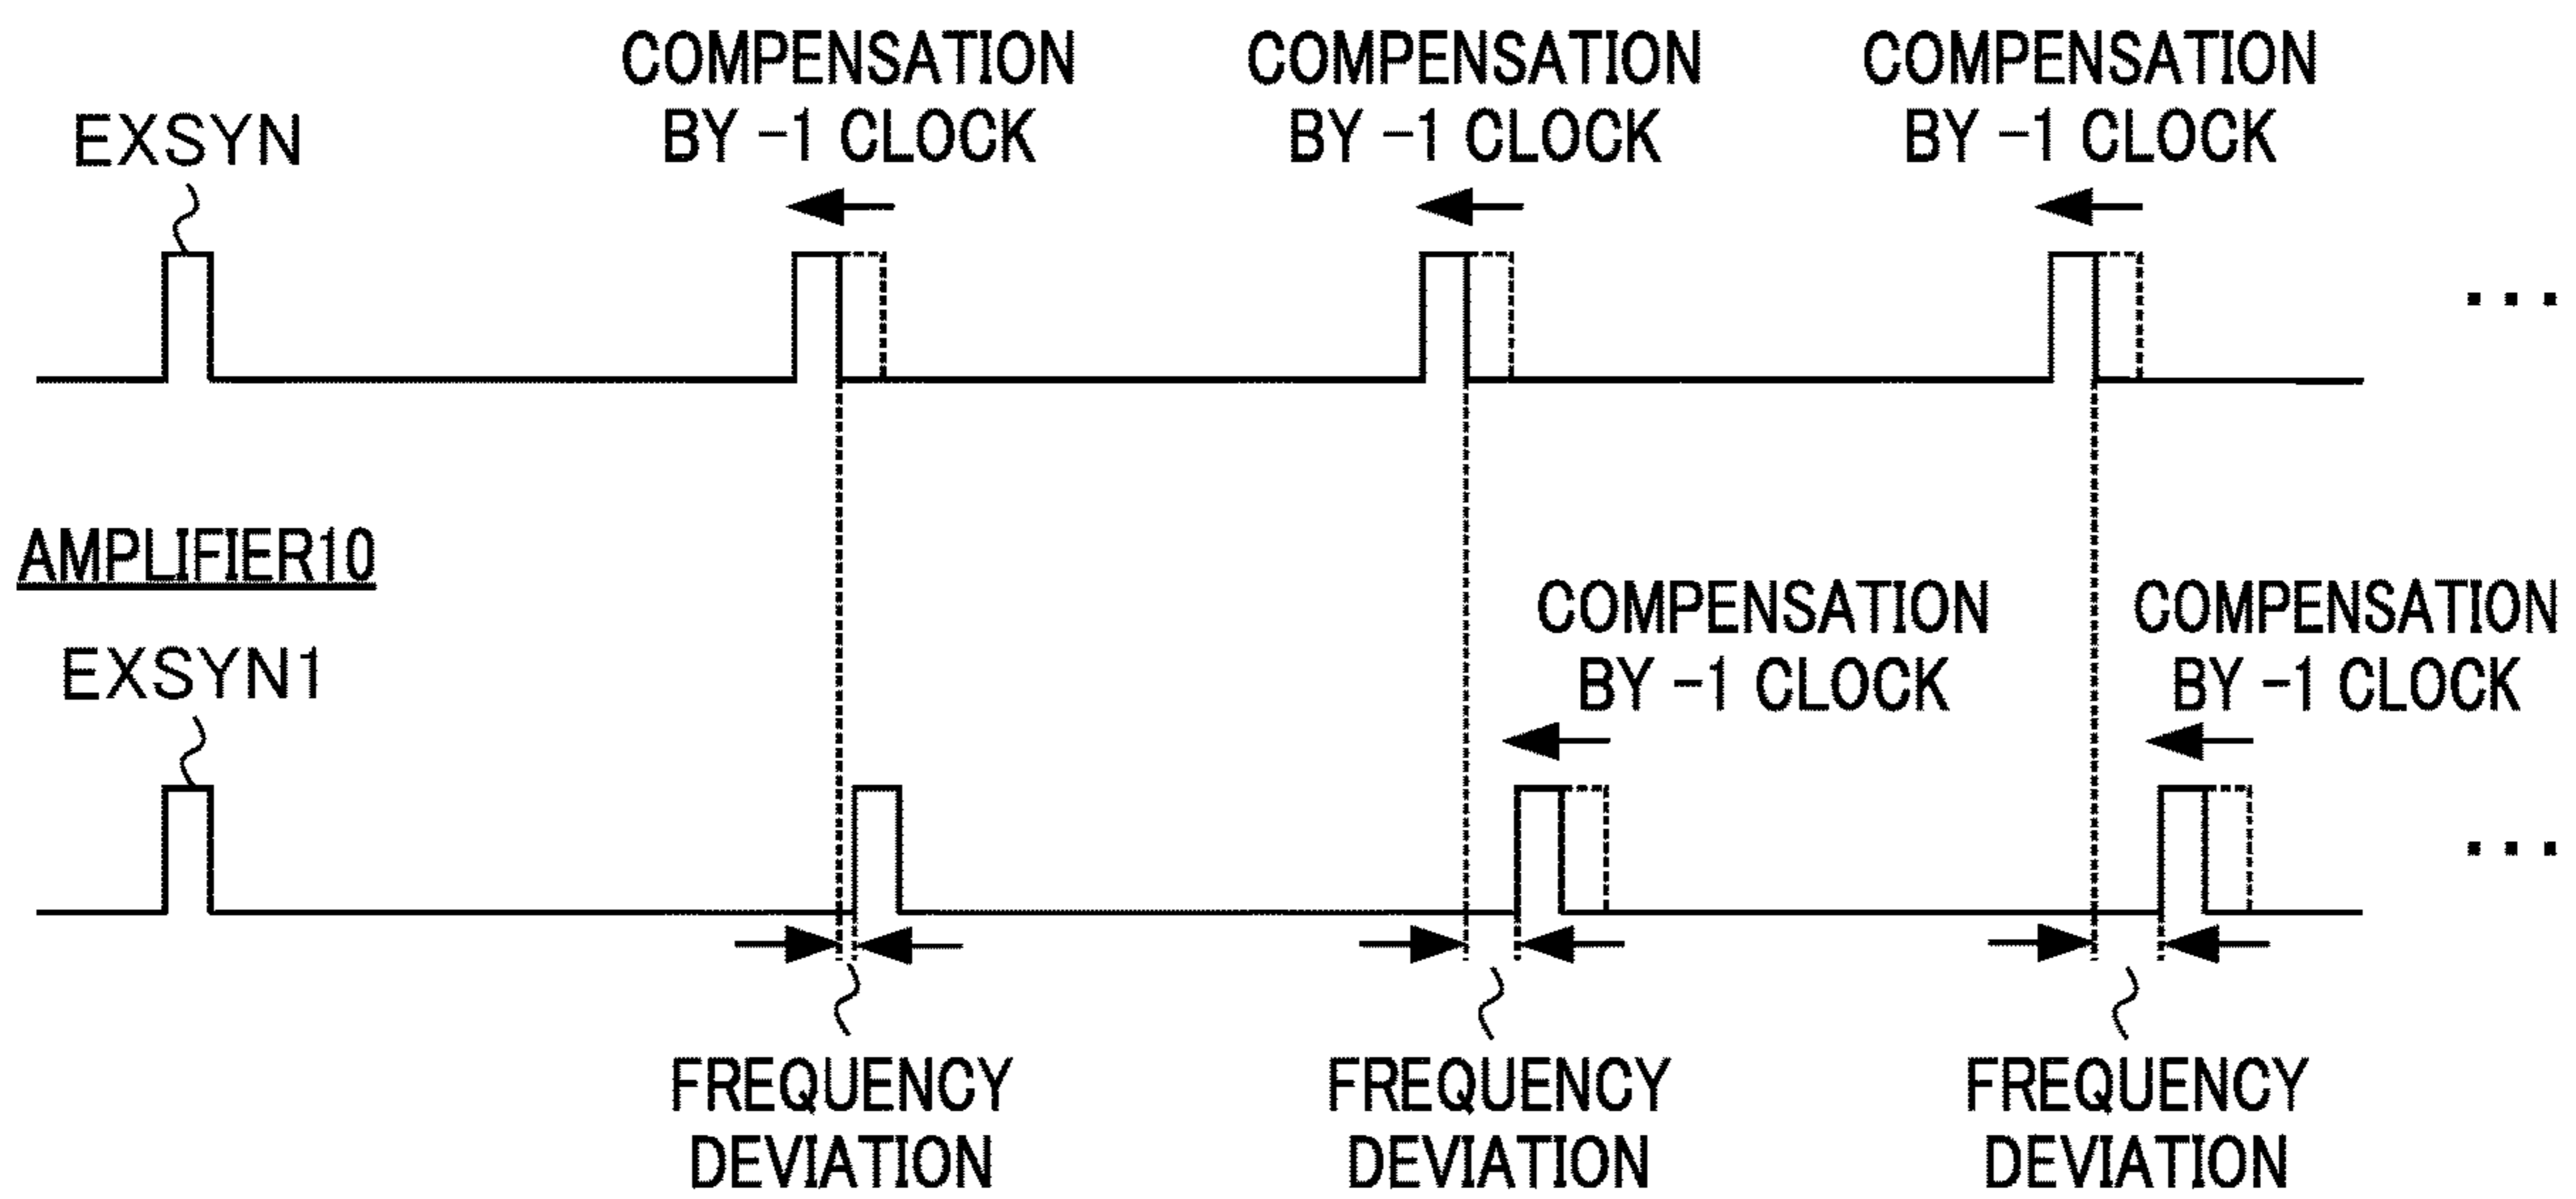 COMPENSATION
BY -1 CLOCK
COMPENSATION
BY -1 CLOCK
COMPENSATION
BY -1 CLOCK
EXSYN
...
AMPLIFIER10
COMPENSATION
BY -1 CLOCK
COMPENSATION
BY -1 CLOCK
EXSYN1
...
FREQUENCY
DEVIATION
FREQUENCY
DEVIATION
FREQUENCY
DEVIATION